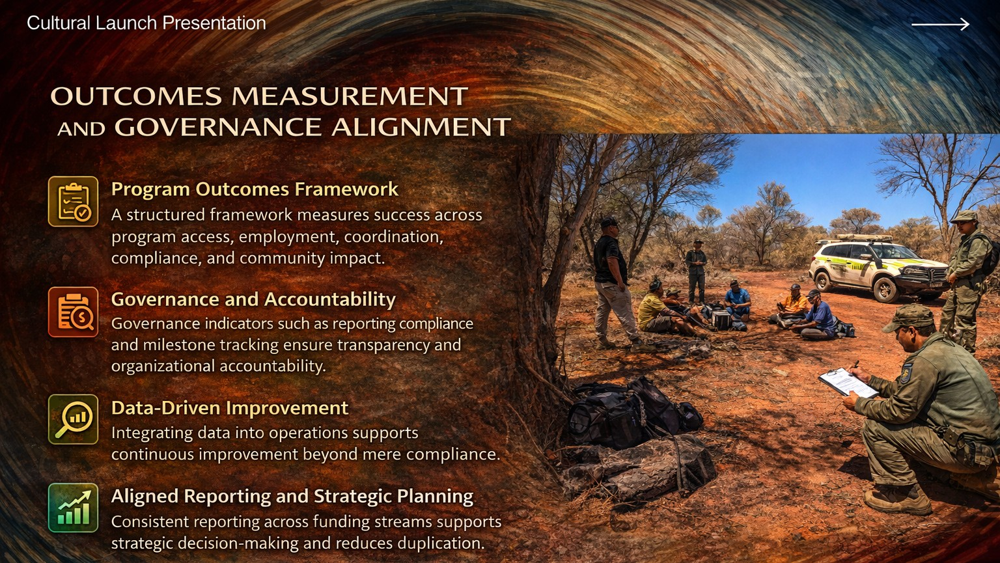 Cultural Launch Presentation
OUTCOMES MEASUREMENT
AND GOVERNANCE ALIGNMENT
Program Outcomes Framework
A structured framework measures success across
program access, employment, coordination,
compliance, and community impact.
Governance and Accountability
Governance indicators such as reporting compliance
and milestone tracking ensure transparency and
organizational accountability.
Data-Driven Improvement
Integrating data into operations supports
continuous improvement beyond mere compliance.
Aligned Reporting and Strategic Planning
Consistent reporting across funding streams supports
strategic decision-making and reduces duplication.